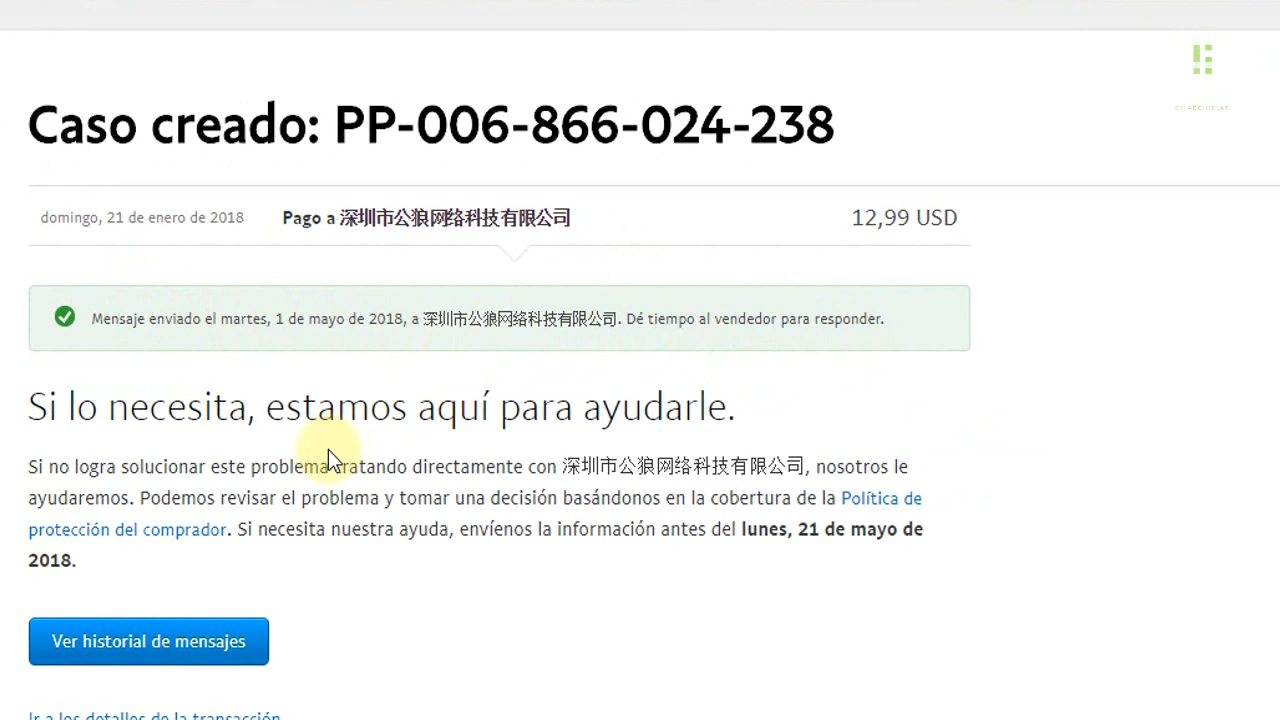 Caso creado: PP-006-866-024-238
domingo, 21 de enero de 2018 Pago a 深圳市公狼网络科技有限公司 12,99 USD
Mensaje enviado el martes, 1 de mayo de 2018, a 深圳市公狼网络科技有限公司. Dé tiempo al vendedor para responder.
Si lo necesita, estamos aquí para ayudarle.
Si no logra solucionar este problema tratando directamente con 深圳市公狼网络科技有限公司, nosotros le
ayudaremos. Podemos revisar el problema y tomar una decisión basándonos en la cobertura de la Política de
protección del comprador. Si necesita nuestra ayuda, envíenos la información antes del lunes, 21 de mayo de
2018.
Ver historial de mensajes
Ir a los detalles de la transacción